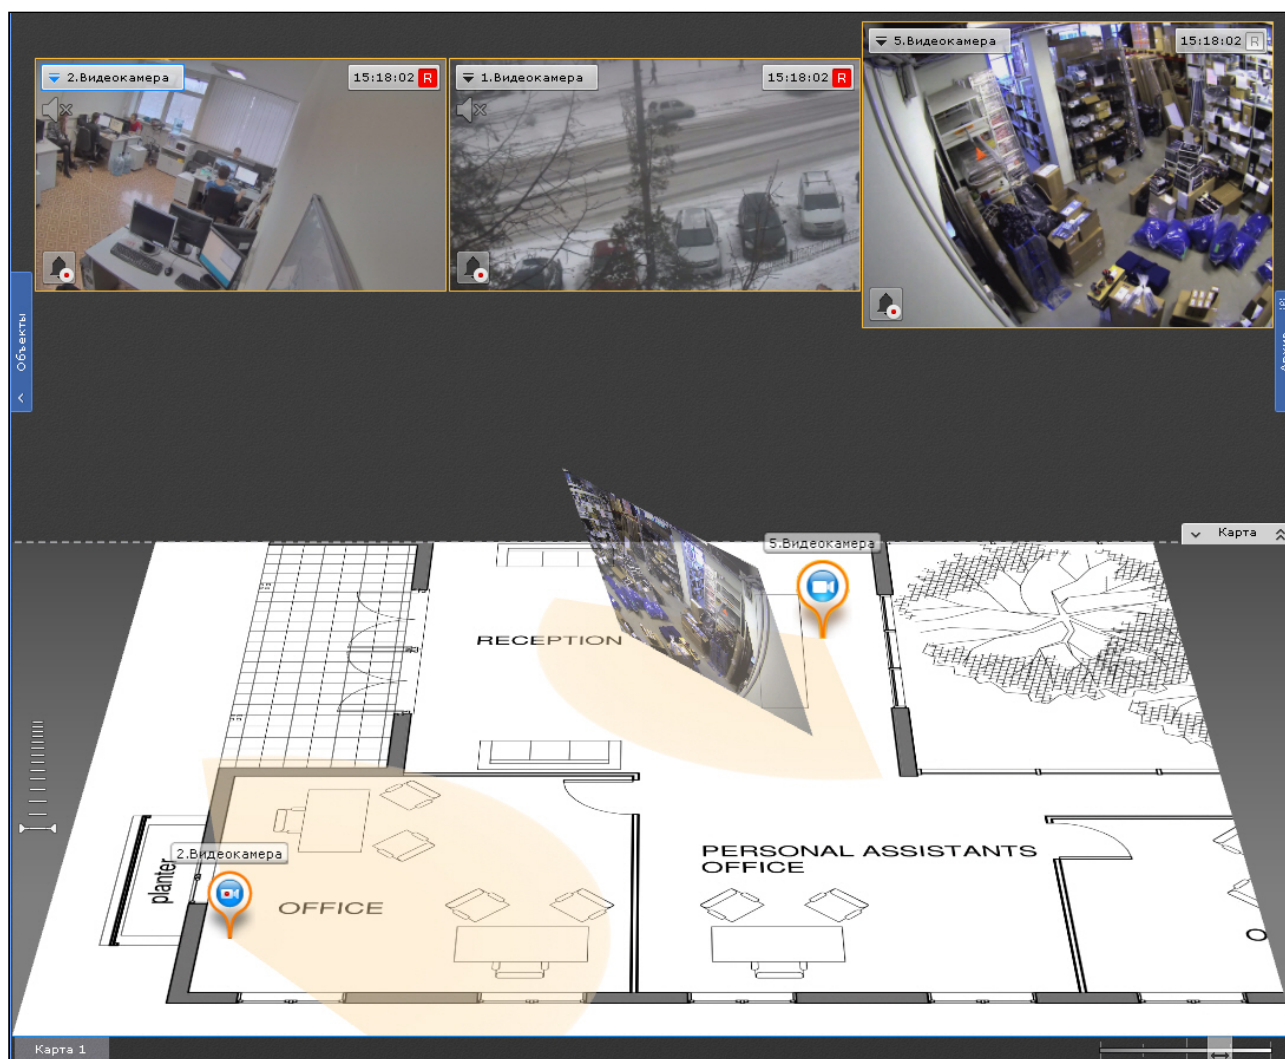 2.Видеокамера
15:18:02 R
1.Видеокамера
15:18:02 R
5.Видеокамера
15:18:02 R
Объекты
Карта
5.Видеокамера
RECEPTION
2.Видеокамера
planter
OFFICE
PERSONAL ASSISTANTS
OFFICE
O
Карта 1